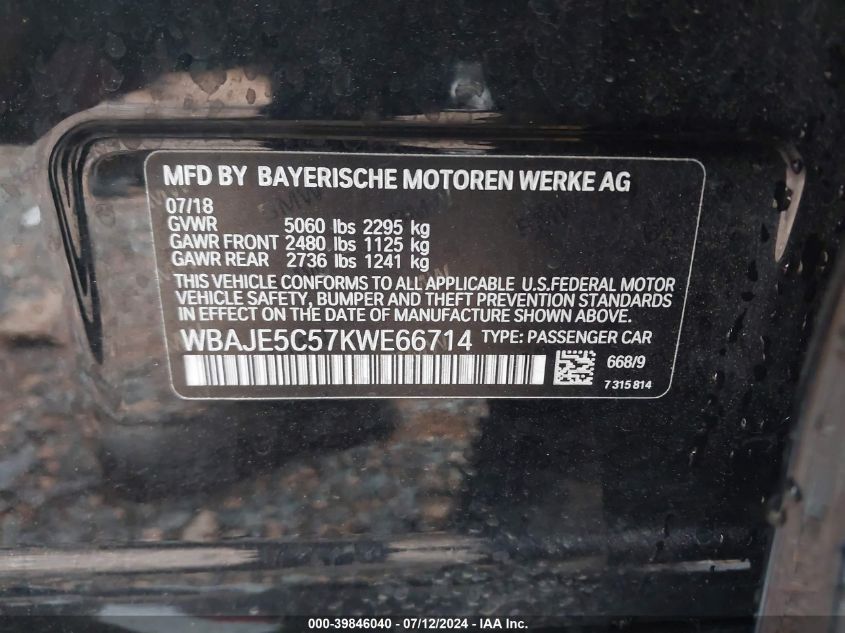 MFD BY BAYERISCHE MOTOREN WERKE AG
07/18
GVWR 5060 lbs 2295 kg
GAWR FRONT 2480 lbs 1125 kg
GAWR REAR 2736 lbs 1241 kg
THIS VEHICLE CONFORMS TO ALL APPLICABLE U.S.FEDERAL MOTOR
VEHICLE SAFETY, BUMPER AND THEFT PREVENTION STANDARDS
IN EFFECT ON THE DATE OF MANUFACTURE SHOWN ABOVE.
WBAJE5C57KWE66714 TYPE: PASSENGER CAR
668/9
7 315 814
000-39846040 - 07/12/2024 - IAA Inc.